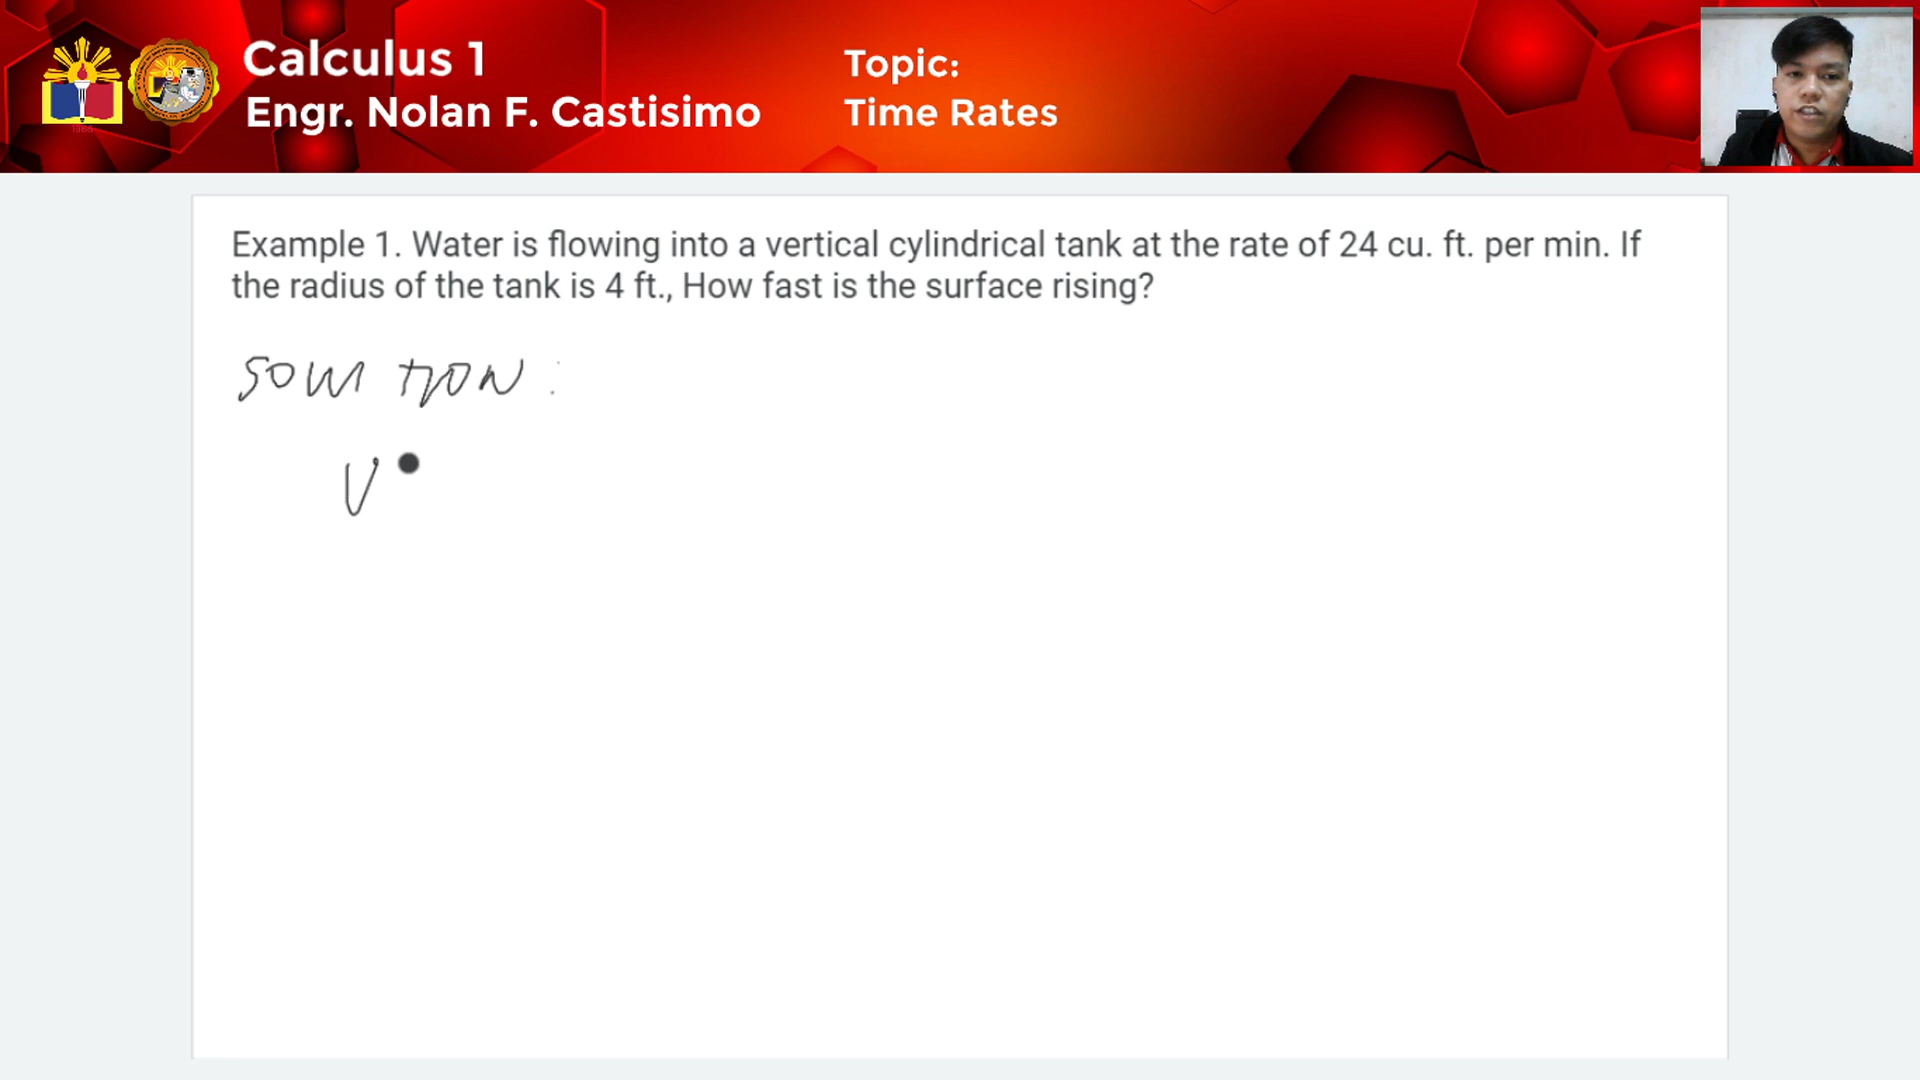 Calculus 1
Engr. Nolan F. Castisimo
Topic:
Time Rates
1968
Example 1. Water is flowing into a vertical cylindrical tank at the rate of 24 cu. ft. per min. If
the radius of the tank is 4 ft., How fast is the surface rising?
SOLUTION :
V